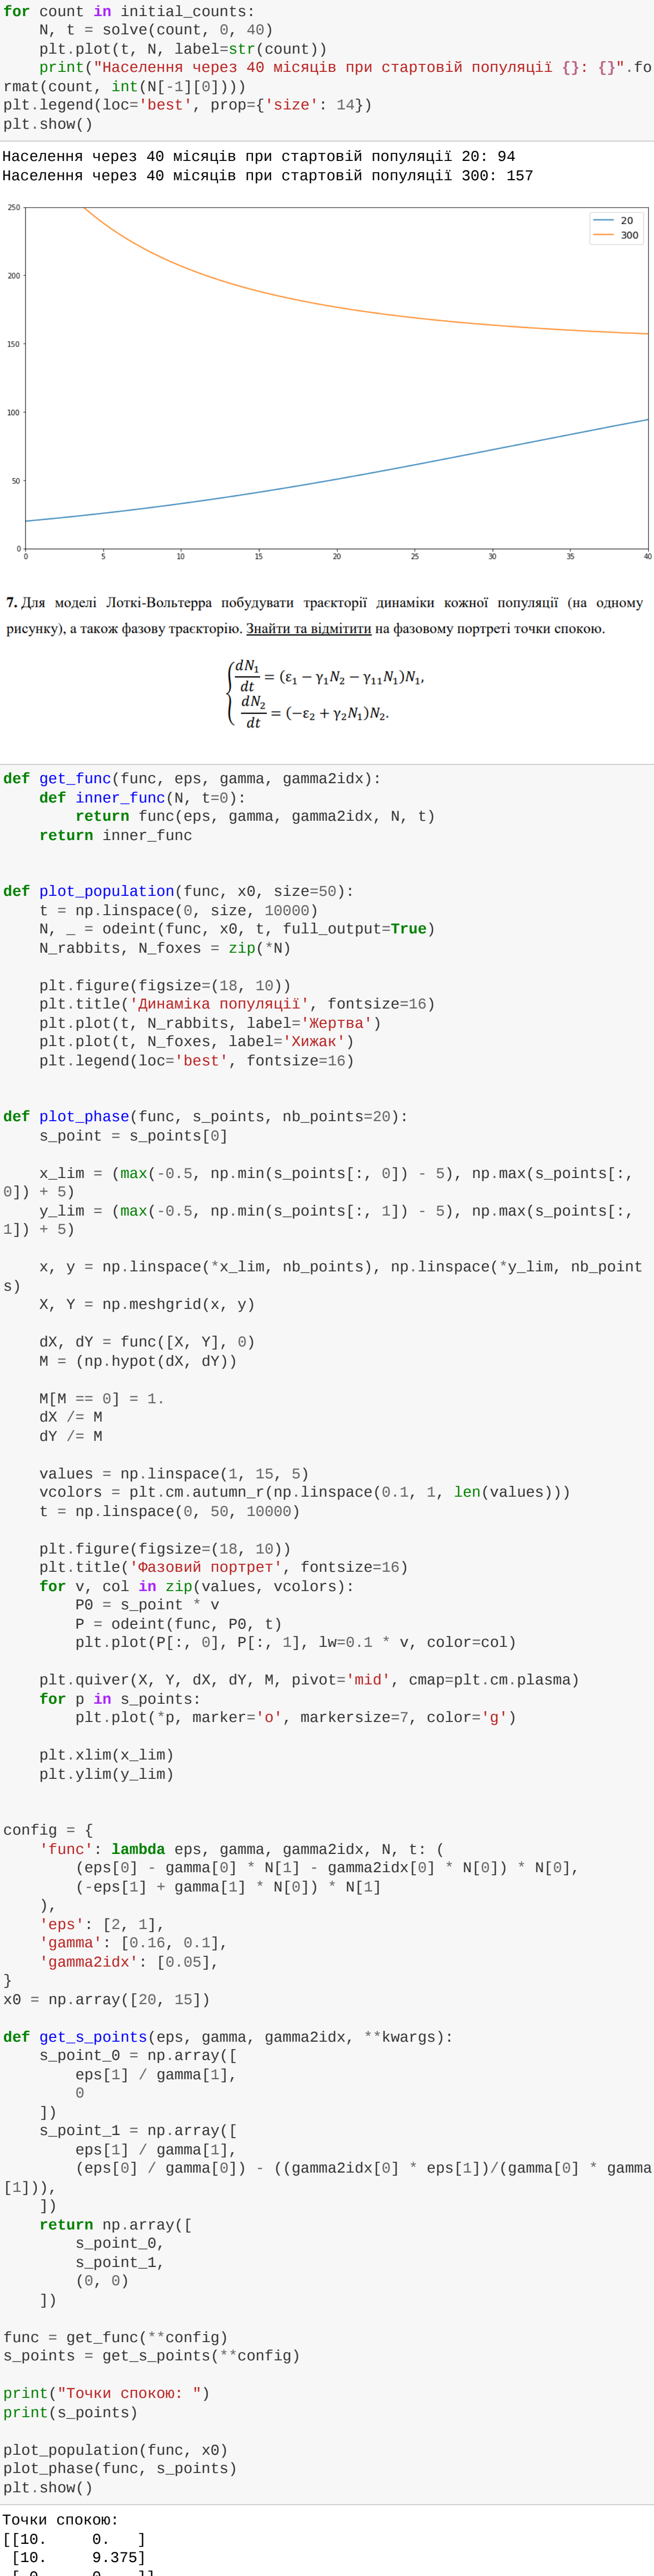 for count in initial_counts:
    N, t = solve(count, 0, 40)
    plt.plot(t, N, label=str(count))
    print("Населення через 40 місяців при стартовій популяції {}: {}".fo
rmat(count, int(N[-1][0])))
plt.legend(loc='best', prop={'size': 14})
plt.show()
Населення через 40 місяців при стартовій популяції 20: 94
Населення через 40 місяців при стартовій популяції 300: 157
250
20
300
200
150
100
50
0
0 5 10 15 20 25 30 35 40
7. Для моделі Лоткі-Вольтерра побудувати траєкторії динаміки кожної популяції (на одному
рисунку), а також фазову траєкторію. Знайти та відмітити на фазовому портреті точки спокою.
dN₁/dt = (ε₁ − γ₁N₂ − γ₁₁N₁)N₁,
dN₂/dt = (−ε₂ + γ₂N₁)N₂.
def get_func(func, eps, gamma, gamma2idx):
    def inner_func(N, t=0):
        return func(eps, gamma, gamma2idx, N, t)
    return inner_func
def plot_population(func, x0, size=50):
    t = np.linspace(0, size, 10000)
    N, _ = odeint(func, x0, t, full_output=True)
    N_rabbits, N_foxes = zip(*N)
    plt.figure(figsize=(18, 10))
    plt.title('Динаміка популяції', fontsize=16)
    plt.plot(t, N_rabbits, label='Жертва')
    plt.plot(t, N_foxes, label='Хижак')
    plt.legend(loc='best', fontsize=16)
def plot_phase(func, s_points, nb_points=20):
    s_point = s_points[0]
    x_lim = (max(-0.5, np.min(s_points[:, 0]) - 5), np.max(s_points[:,
0]) + 5)
    y_lim = (max(-0.5, np.min(s_points[:, 1]) - 5), np.max(s_points[:,
1]) + 5)
    x, y = np.linspace(*x_lim, nb_points), np.linspace(*y_lim, nb_point
s)
    X, Y = np.meshgrid(x, y)
    dX, dY = func([X, Y], 0)
    M = (np.hypot(dX, dY))
    M[M == 0] = 1.
    dX /= M
    dY /= M
    values = np.linspace(1, 15, 5)
    vcolors = plt.cm.autumn_r(np.linspace(0.1, 1, len(values)))
    t = np.linspace(0, 50, 10000)
    plt.figure(figsize=(18, 10))
    plt.title('Фазовий портрет', fontsize=16)
    for v, col in zip(values, vcolors):
        P0 = s_point * v
        P = odeint(func, P0, t)
        plt.plot(P[:, 0], P[:, 1], lw=0.1 * v, color=col)
    plt.quiver(X, Y, dX, dY, M, pivot='mid', cmap=plt.cm.plasma)
    for p in s_points:
        plt.plot(*p, marker='o', markersize=7, color='g')
    plt.xlim(x_lim)
    plt.ylim(y_lim)
config = {
    'func': lambda eps, gamma, gamma2idx, N, t: (
        (eps[0] - gamma[0] * N[1] - gamma2idx[0] * N[0]) * N[0],
        (-eps[1] + gamma[1] * N[0]) * N[1]
    ),
    'eps': [2, 1],
    'gamma': [0.16, 0.1],
    'gamma2idx': [0.05],
}
x0 = np.array([20, 15])
def get_s_points(eps, gamma, gamma2idx, **kwargs):
    s_point_0 = np.array([
        eps[1] / gamma[1],
        0
    ])
    s_point_1 = np.array([
        eps[1] / gamma[1],
        (eps[0] / gamma[0]) - ((gamma2idx[0] * eps[1])/(gamma[0] * gamma
[1])),
    ])
    return np.array([
        s_point_0,
        s_point_1,
        (0, 0)
    ])
func = get_func(**config)
s_points = get_s_points(**config)
print("Точки спокою: ")
print(s_points)
plot_population(func, x0)
plot_phase(func, s_points)
plt.show()
Точки спокою:
[[10.     0.   ]
 [10.     9.375]
 [ 0.     0.   ]]